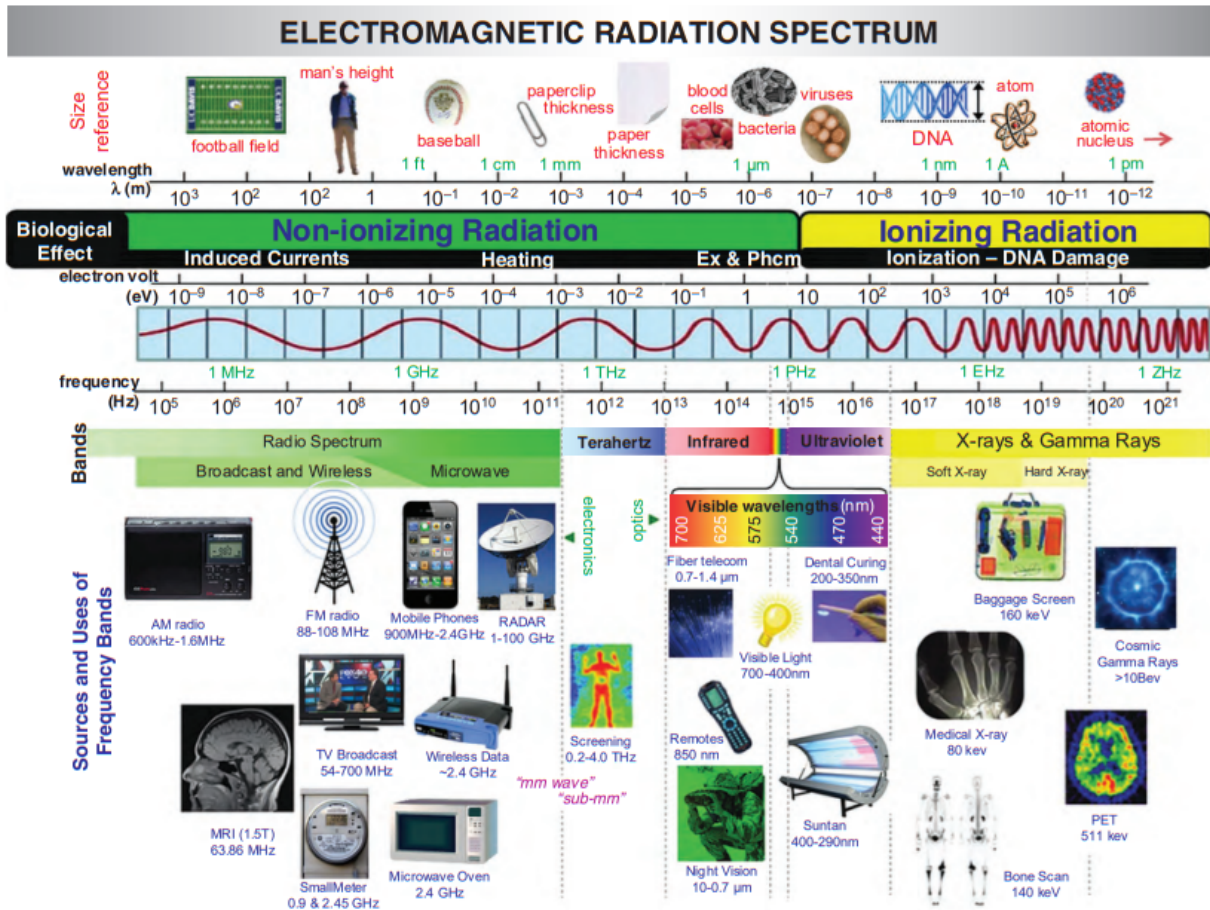 ELECTROMAGNETIC RADIATION SPECTRUM
Size
reference
football field
man's height
baseball
paperclip
thickness
paper
thickness
blood
cells
bacteria
viruses
DNA
atom
atomic
nucleus
wavelength
λ (m)
1 ft 1 cm 1 mm 1 µm 1 nm 1 A 1 pm
10³ 10² 10² 1 10⁻¹ 10⁻² 10⁻³ 10⁻⁴ 10⁻⁵ 10⁻⁶ 10⁻⁷ 10⁻⁸ 10⁻⁹ 10⁻¹⁰ 10⁻¹¹ 10⁻¹²
Biological
Effect
Non-ionizing Radiation
Ionizing Radiation
Induced Currents Heating Ex & Phcm Ionization – DNA Damage
electron volt
(eV) 10⁻⁹ 10⁻⁸ 10⁻⁷ 10⁻⁶ 10⁻⁵ 10⁻⁴ 10⁻³ 10⁻² 10⁻¹ 1 10 10² 10³ 10⁴ 10⁵ 10⁶
frequency 1 MHz 1 GHz 1 THz 1 PHz 1 EHz 1 ZHz
(Hz) 10⁵ 10⁶ 10⁷ 10⁸ 10⁹ 10¹⁰ 10¹¹ 10¹² 10¹³ 10¹⁴ 10¹⁵ 10¹⁶ 10¹⁷ 10¹⁸ 10¹⁹ 10²⁰ 10²¹
Bands
Radio Spectrum Terahertz Infrared Ultraviolet X-rays & Gamma Rays
Broadcast and Wireless Microwave Soft X-ray Hard X-ray
electronics
optics
Visible wavelengths(nm)
700 625 575 540 470 440
Sources and Uses of
Frequency Bands
AM radio
600kHz-1.6MHz
FM radio
88-108 MHz
Mobile Phones
900MHz-2.4GHz
RADAR
1-100 GHz
Fiber telecom
0.7-1.4 µm
Dental Curing
200-350nm
Baggage Screen
160 keV
Cosmic
Gamma Rays
>10Bev
Visible Light
700-400nm
TV Broadcast
54-700 MHz
Wireless Data
~2.4 GHz
Screening
0.2-4.0 THz
"mm wave"
"sub-mm"
Remotes
850 nm
Medical X-ray
80 kev
MRI (1.5T)
63.86 MHz
SmallMeter
0.9 & 2.45 GHz
Microwave Oven
2.4 GHz
Night Vision
10-0.7 µm
Suntan
400-290nm
PET
511 kev
Bone Scan
140 keV